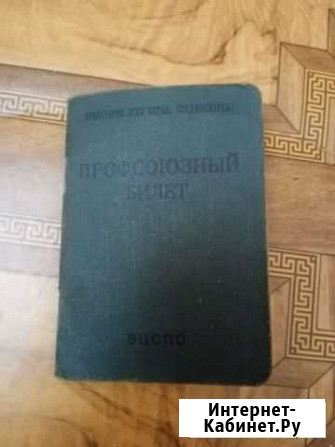 ПРОФСОЮЗНЫЙ
БИЛЕТ
ВЦСПС
Интернет-
Кабинет.Ру